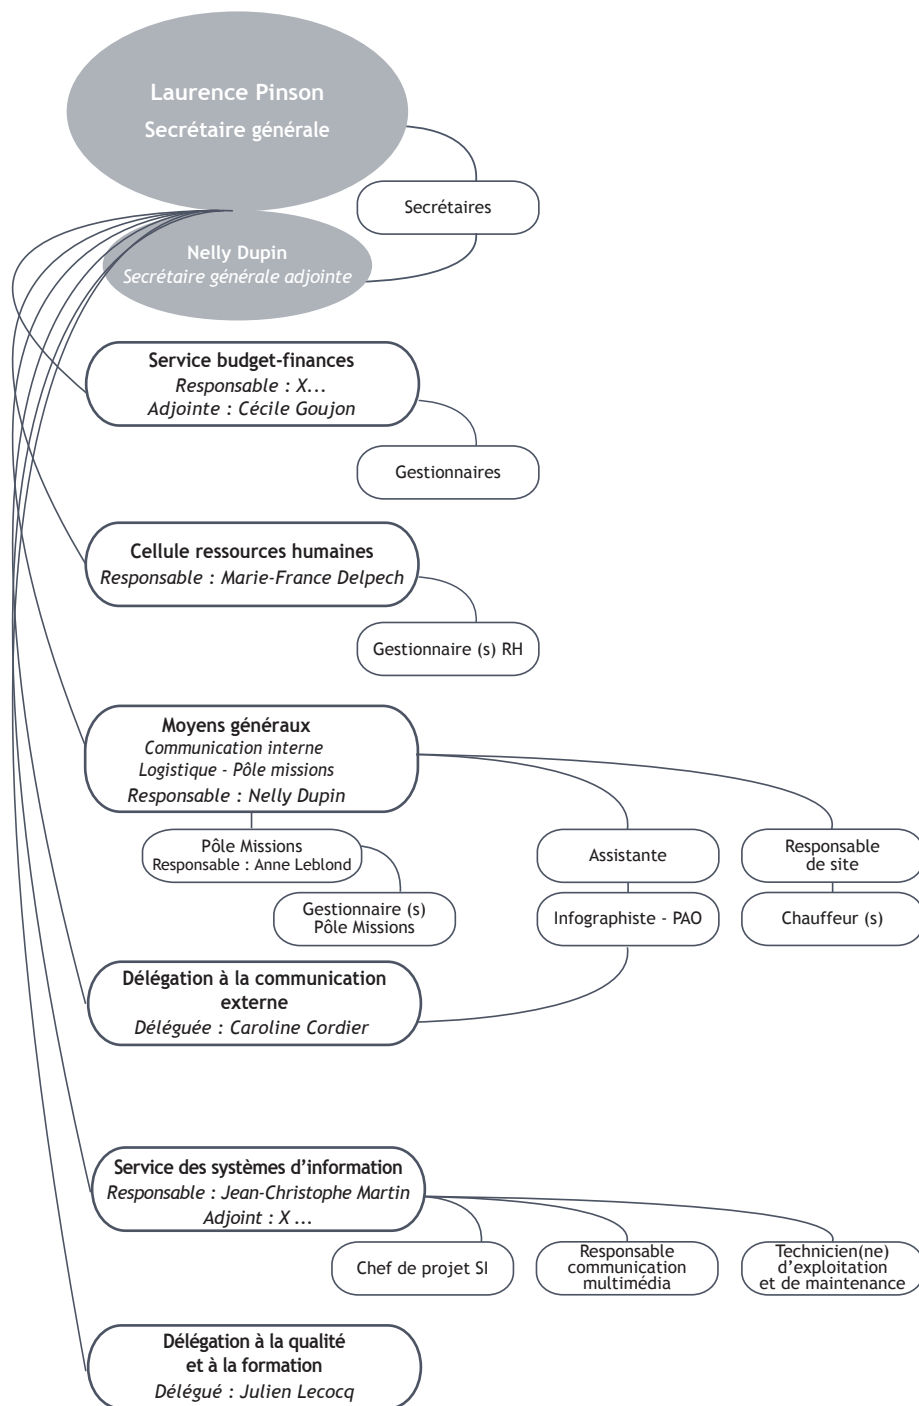 Laurence Pinson
Secrétaire générale
Secrétaires
Nelly Dupin
Secrétaire générale adjointe
Service budget-finances
Responsable : X...
Adjointe : Cécile Goujon
Gestionnaires
Cellule ressources humaines
Responsable : Marie-France Delpech
Gestionnaire (s) RH
Moyens généraux
Communication interne
Logistique - Pôle missions
Responsable : Nelly Dupin
Pôle Missions
Responsable : Anne Leblond
Assistante
Responsable
de site
Gestionnaire (s)
Pôle Missions
Infographiste - PAO
Chauffeur (s)
Délégation à la communication
externe
Déléguée : Caroline Cordier
Service des systèmes d’information
Responsable : Jean-Christophe Martin
Adjoint : X ...
Chef de projet SI
Responsable
communication
multimédia
Technicien(ne)
d’exploitation
et de maintenance
Délégation à la qualité
et à la formation
Délégué : Julien Lecocq